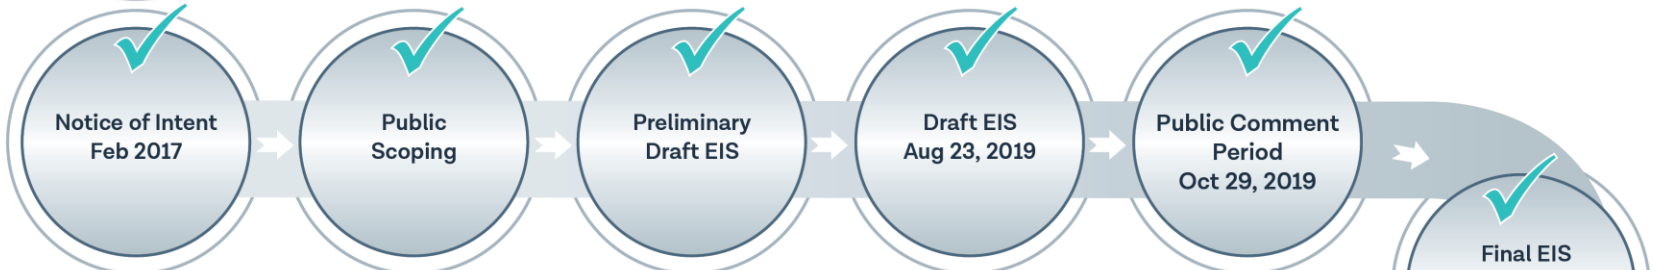 Notice of Intent
Feb 2017
Public
Scoping
Preliminary
Draft EIS
Draft EIS
Aug 23, 2019
Public Comment
Period
Oct 29, 2019
Final EIS